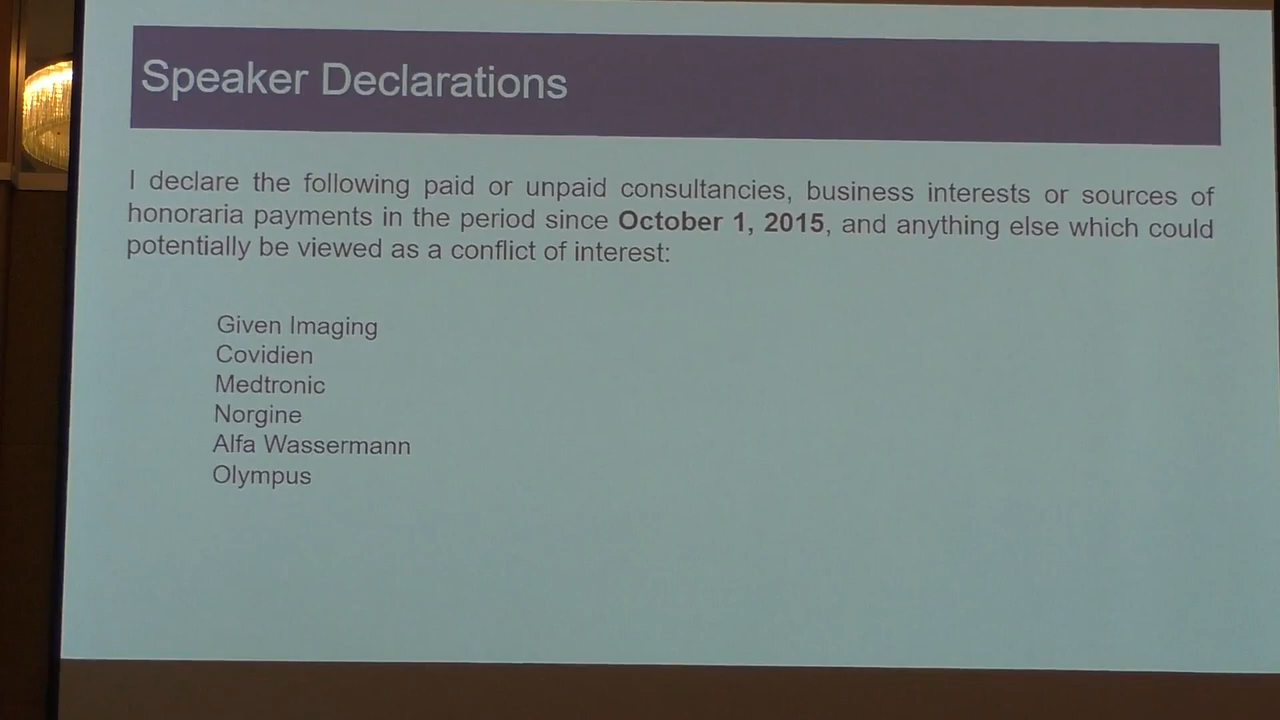 Speaker Declarations
I declare the following paid or unpaid consultancies, business interests or sources of
honoraria payments in the period since October 1, 2015, and anything else which could
potentially be viewed as a conflict of interest:
Given Imaging
Covidien
Medtronic
Norgine
Alfa Wassermann
Olympus